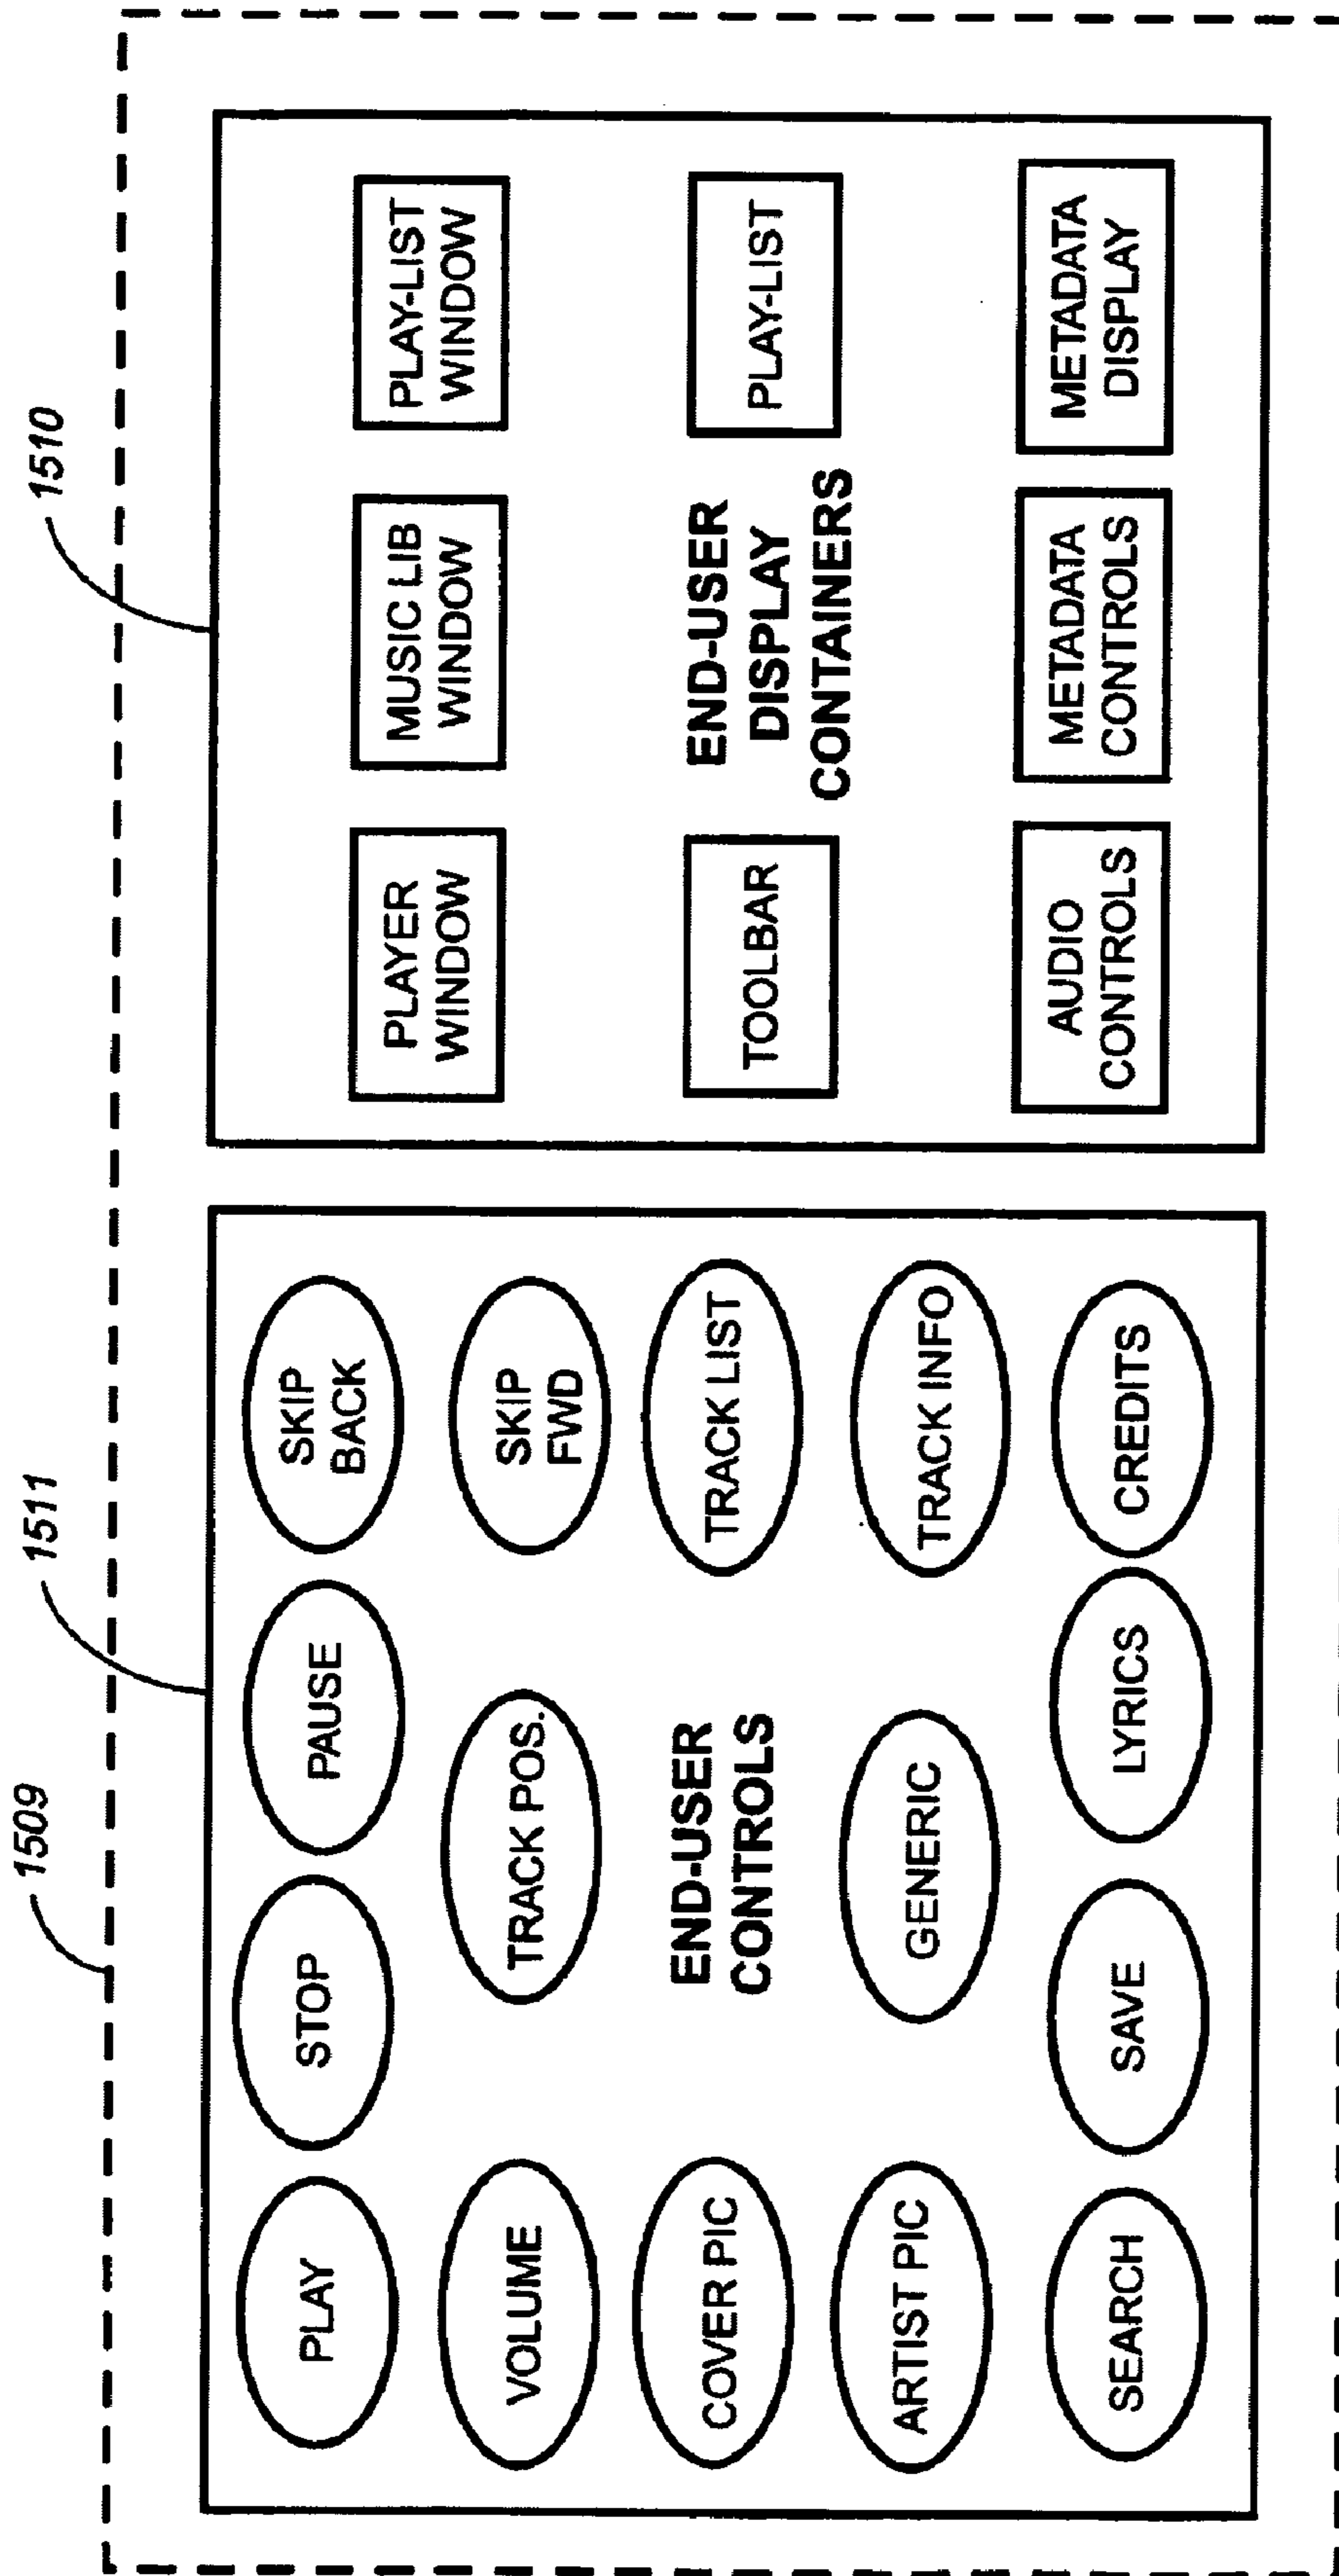 1509
1511
1510
PLAY
STOP
PAUSE
SKIP
BACK
VOLUME
TRACK POS.
SKIP
FWD
COVER PIC
END-USER
CONTROLS
TRACK LIST
ARTIST PIC
GENERIC
TRACK INFO
SEARCH
SAVE
LYRICS
CREDITS
PLAYER
WINDOW
MUSIC LIB
WINDOW
PLAY-LIST
WINDOW
TOOLBAR
END-USER
DISPLAY
CONTAINERS
PLAY-LIST
AUDIO
CONTROLS
METADATA
CONTROLS
METADATA
DISPLAY